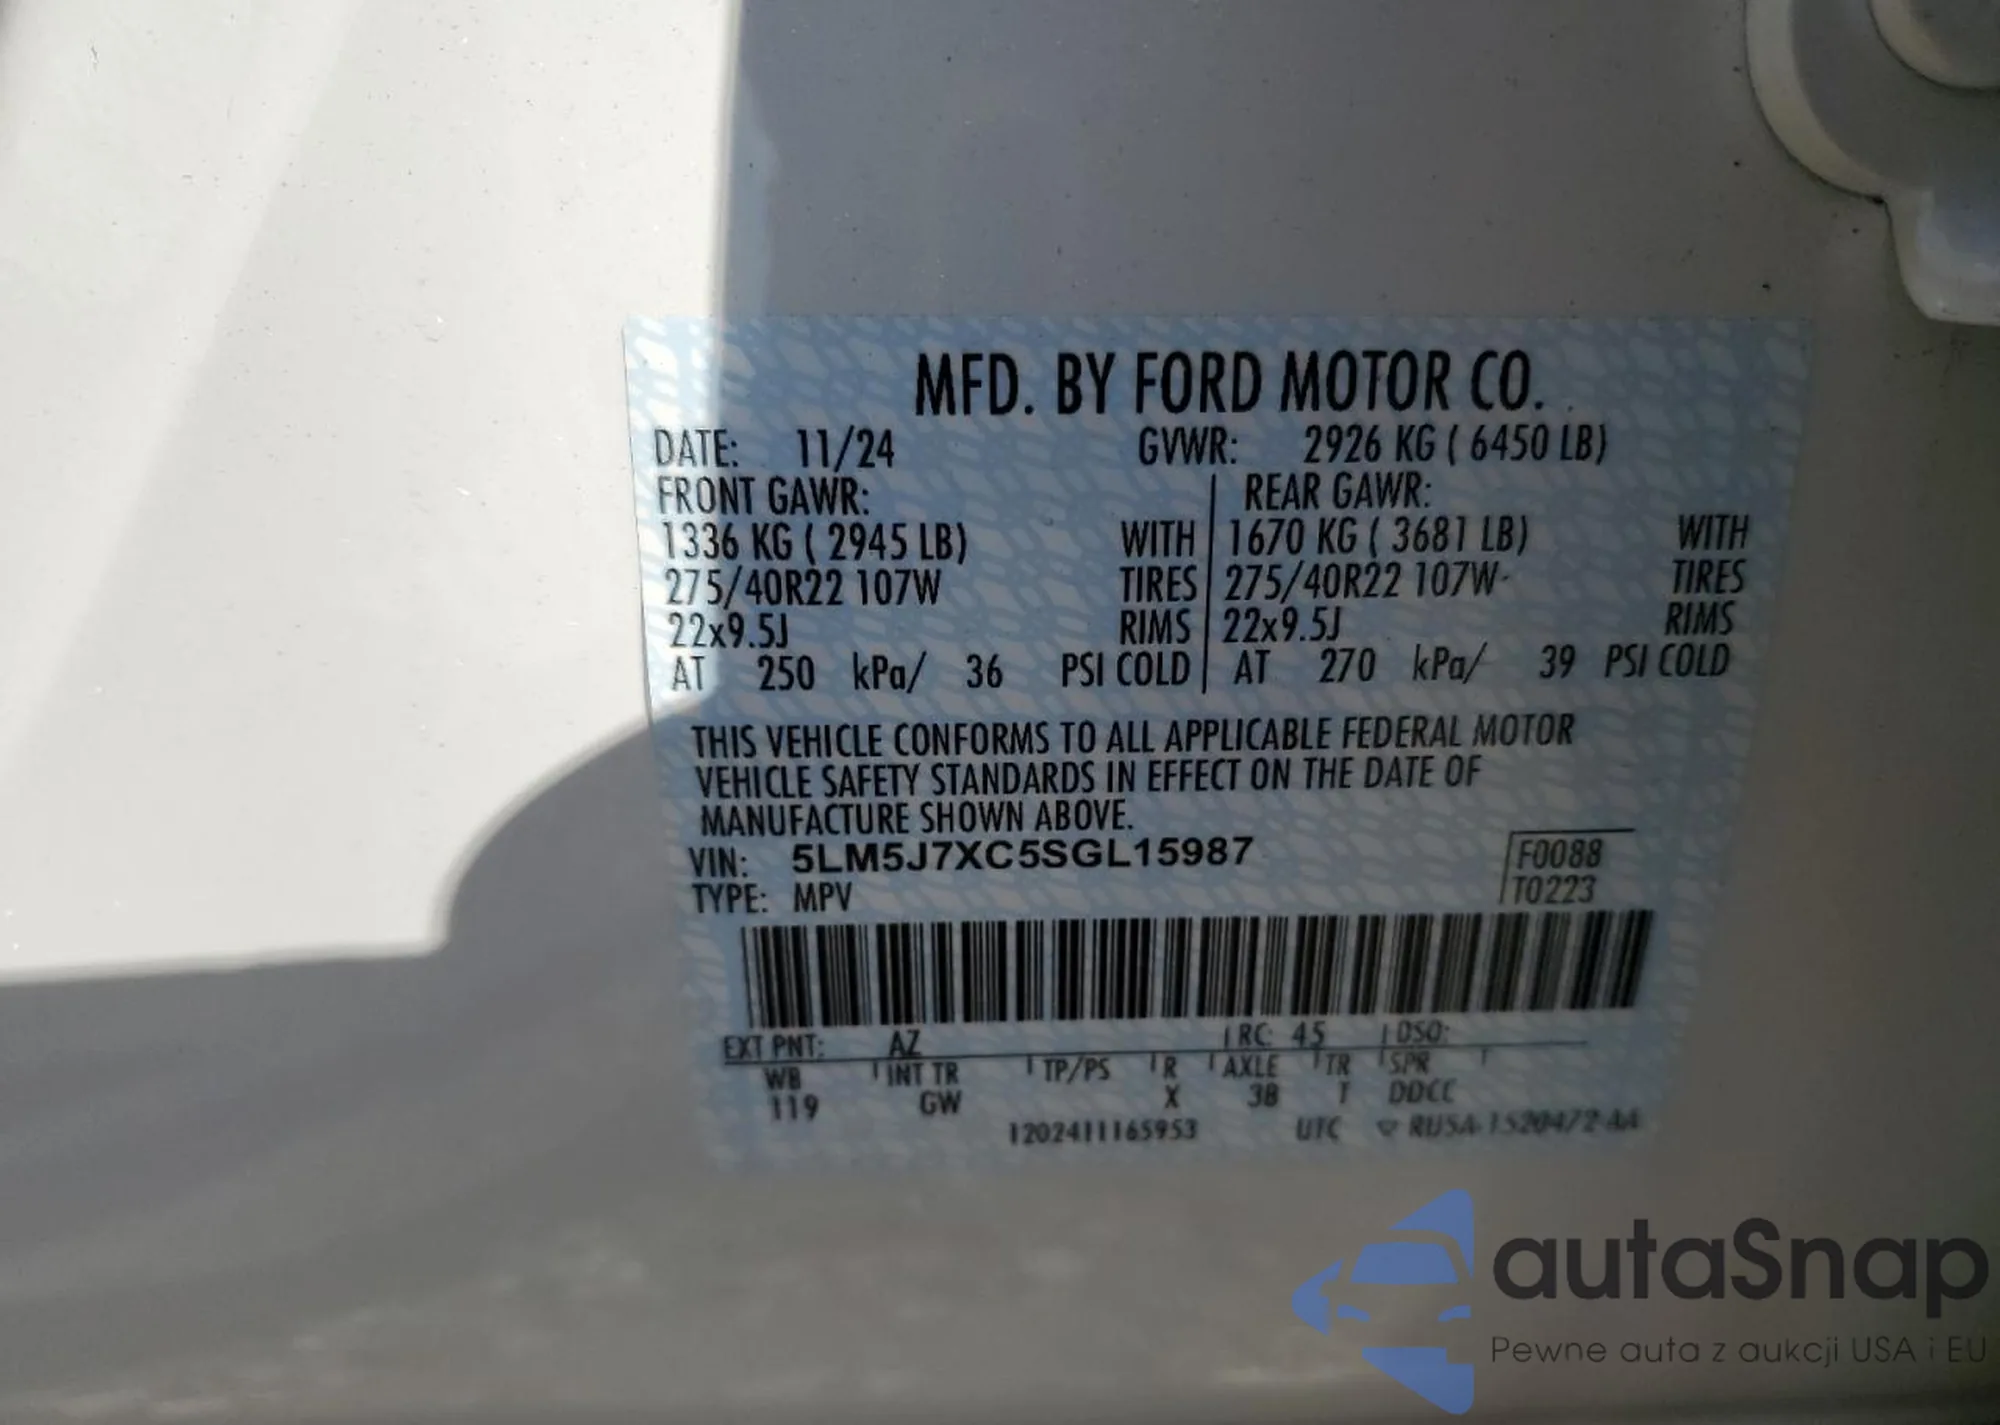 MFD. BY FORD MOTOR CO.
DATE: 11/24 GVWR: 2926 KG ( 6450 LB)
FRONT GAWR: REAR GAWR:
1336 KG ( 2945 LB) WITH 1670 KG ( 3681 LB) WITH
275/40R22 107W TIRES 275/40R22 107W TIRES
22x9.5J RIMS 22x9.5J RIMS
AT 250 kPa/ 36 PSI COLD AT 270 kPa/ 39 PSI COLD
THIS VEHICLE CONFORMS TO ALL APPLICABLE FEDERAL MOTOR
VEHICLE SAFETY STANDARDS IN EFFECT ON THE DATE OF
MANUFACTURE SHOWN ABOVE.
VIN: 5LM5J7XC5SGL15987
F0088
TYPE: MPV
T0223
EXT PNT: AZ RC: 45 DSO:
WB INT TR TP/PS R AXLE TR SPR
119 GW X 3B T DDCC
1202411165953 UTC RU5A-1520472-AA
autaSnap
Pewne auta z aukcji USA i EU